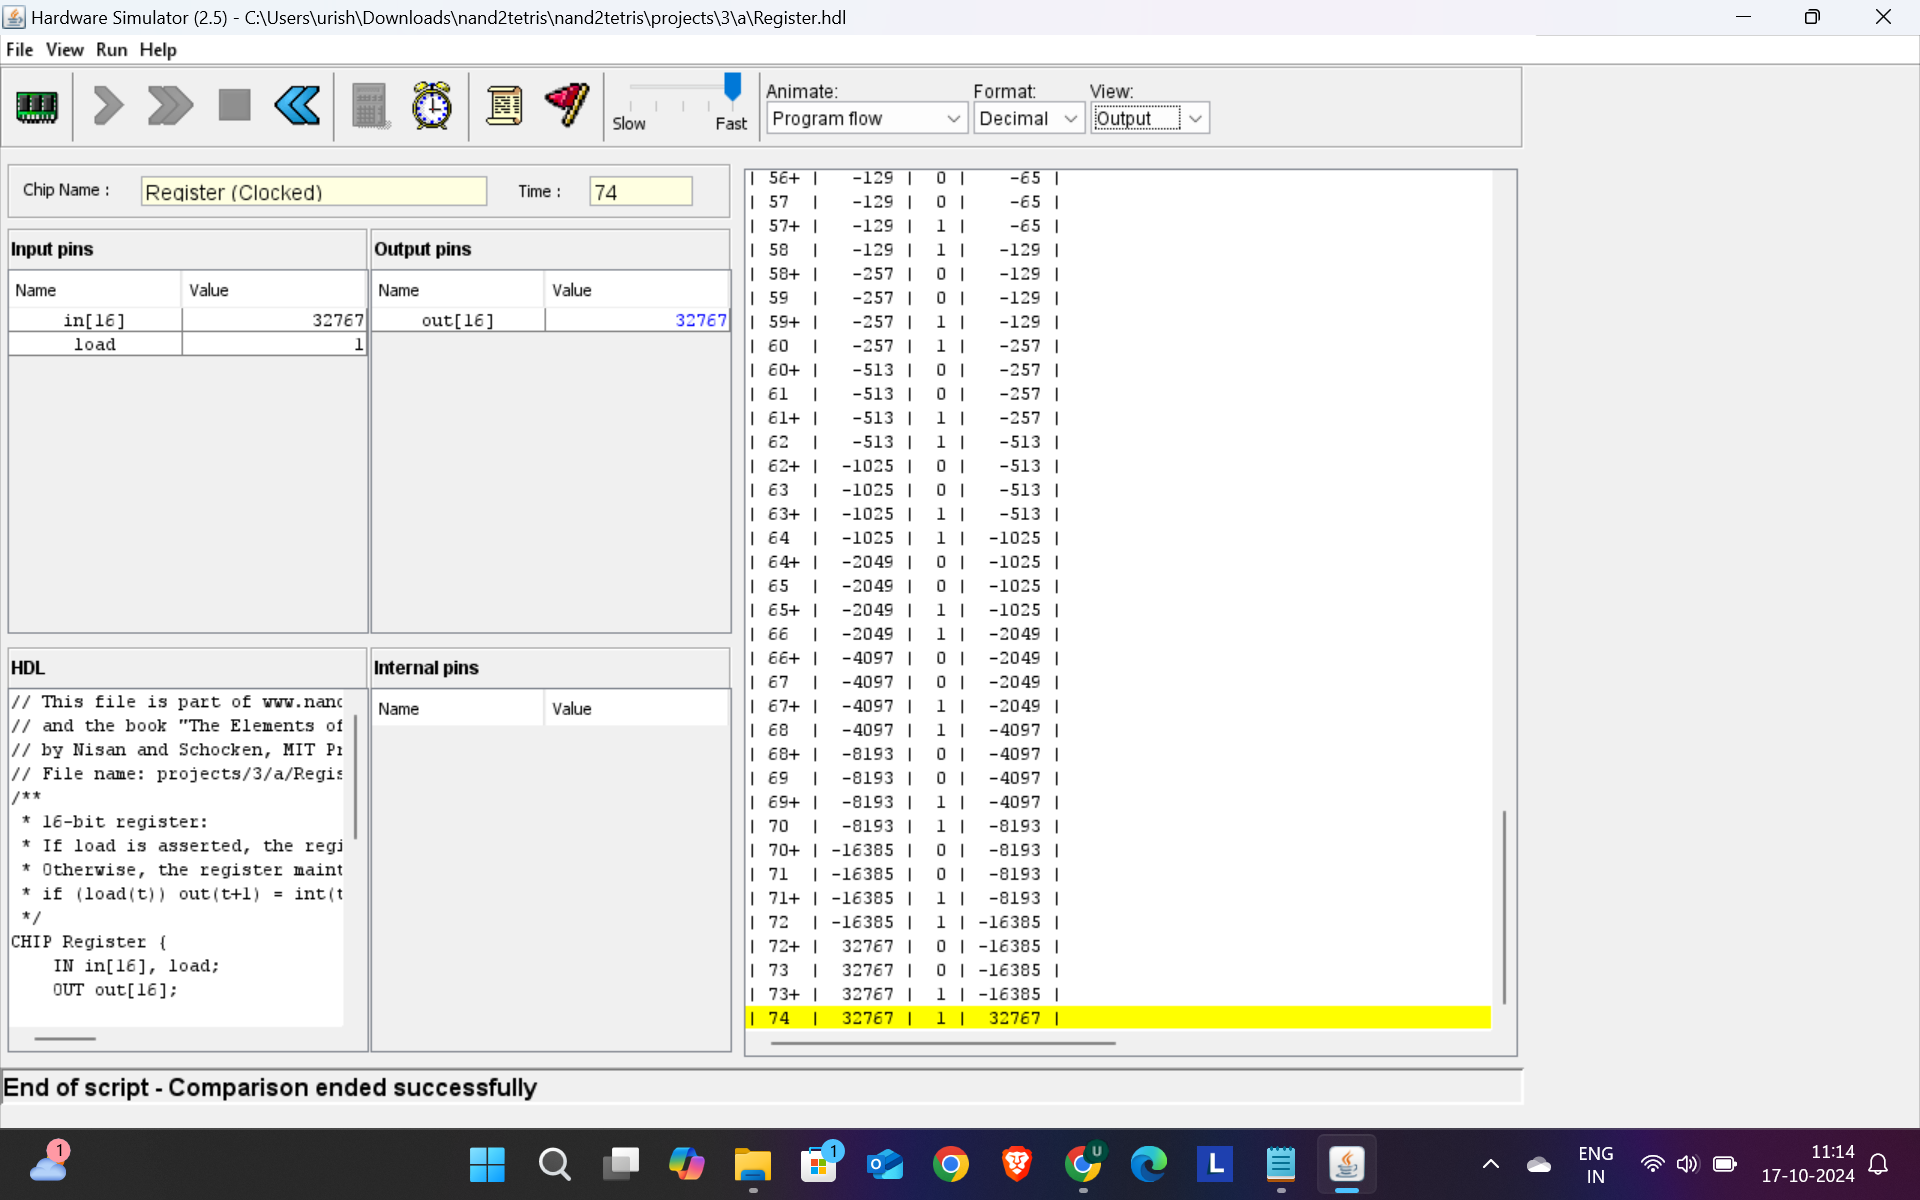 Hardware Simulator (2.5) - C:\Users\urish\Downloads\nand2tetris\nand2tetris\projects\3\a\Register.hdl
File View Run Help
Slow Fast
Animate: Format: View:
Program flow Decimal Output
Chip Name : Register (Clocked) Time : 74
Input pins
Name Value
in[16] 32767
load 1
Output pins
Name Value
out[16] 32767
HDL
// This file is part of www.nand
// and the book "The Elements of
// by Nisan and Schocken, MIT Pr
// File name: projects/3/a/Regis
/**
* 16-bit register:
* If load is asserted, the regi
* Otherwise, the register maint
* if (load(t)) out(t+1) = int(t
*/
CHIP Register {
IN in[16], load;
OUT out[16];
Internal pins
Name Value
| 56+ | -129 | 0 | -65 |
| 57 | -129 | 0 | -65 |
| 57+ | -129 | 1 | -65 |
| 58 | -129 | 1 | -129 |
| 58+ | -257 | 0 | -129 |
| 59 | -257 | 0 | -129 |
| 59+ | -257 | 1 | -129 |
| 60 | -257 | 1 | -257 |
| 60+ | -513 | 0 | -257 |
| 61 | -513 | 0 | -257 |
| 61+ | -513 | 1 | -257 |
| 62 | -513 | 1 | -513 |
| 62+ | -1025 | 0 | -513 |
| 63 | -1025 | 0 | -513 |
| 63+ | -1025 | 1 | -513 |
| 64 | -1025 | 1 | -1025 |
| 64+ | -2049 | 0 | -1025 |
| 65 | -2049 | 0 | -1025 |
| 65+ | -2049 | 1 | -1025 |
| 66 | -2049 | 1 | -2049 |
| 66+ | -4097 | 0 | -2049 |
| 67 | -4097 | 0 | -2049 |
| 67+ | -4097 | 1 | -2049 |
| 68 | -4097 | 1 | -4097 |
| 68+ | -8193 | 0 | -4097 |
| 69 | -8193 | 0 | -4097 |
| 69+ | -8193 | 1 | -4097 |
| 70 | -8193 | 1 | -8193 |
| 70+ | -16385 | 0 | -8193 |
| 71 | -16385 | 0 | -8193 |
| 71+ | -16385 | 1 | -8193 |
| 72 | -16385 | 1 | -16385 |
| 72+ | 32767 | 0 | -16385 |
| 73 | 32767 | 0 | -16385 |
| 73+ | 32767 | 1 | -16385 |
| 74 | 32767 | 1 | 32767 |
End of script - Comparison ended successfully
1
1
U
L
ENG
IN
11:14
17-10-2024